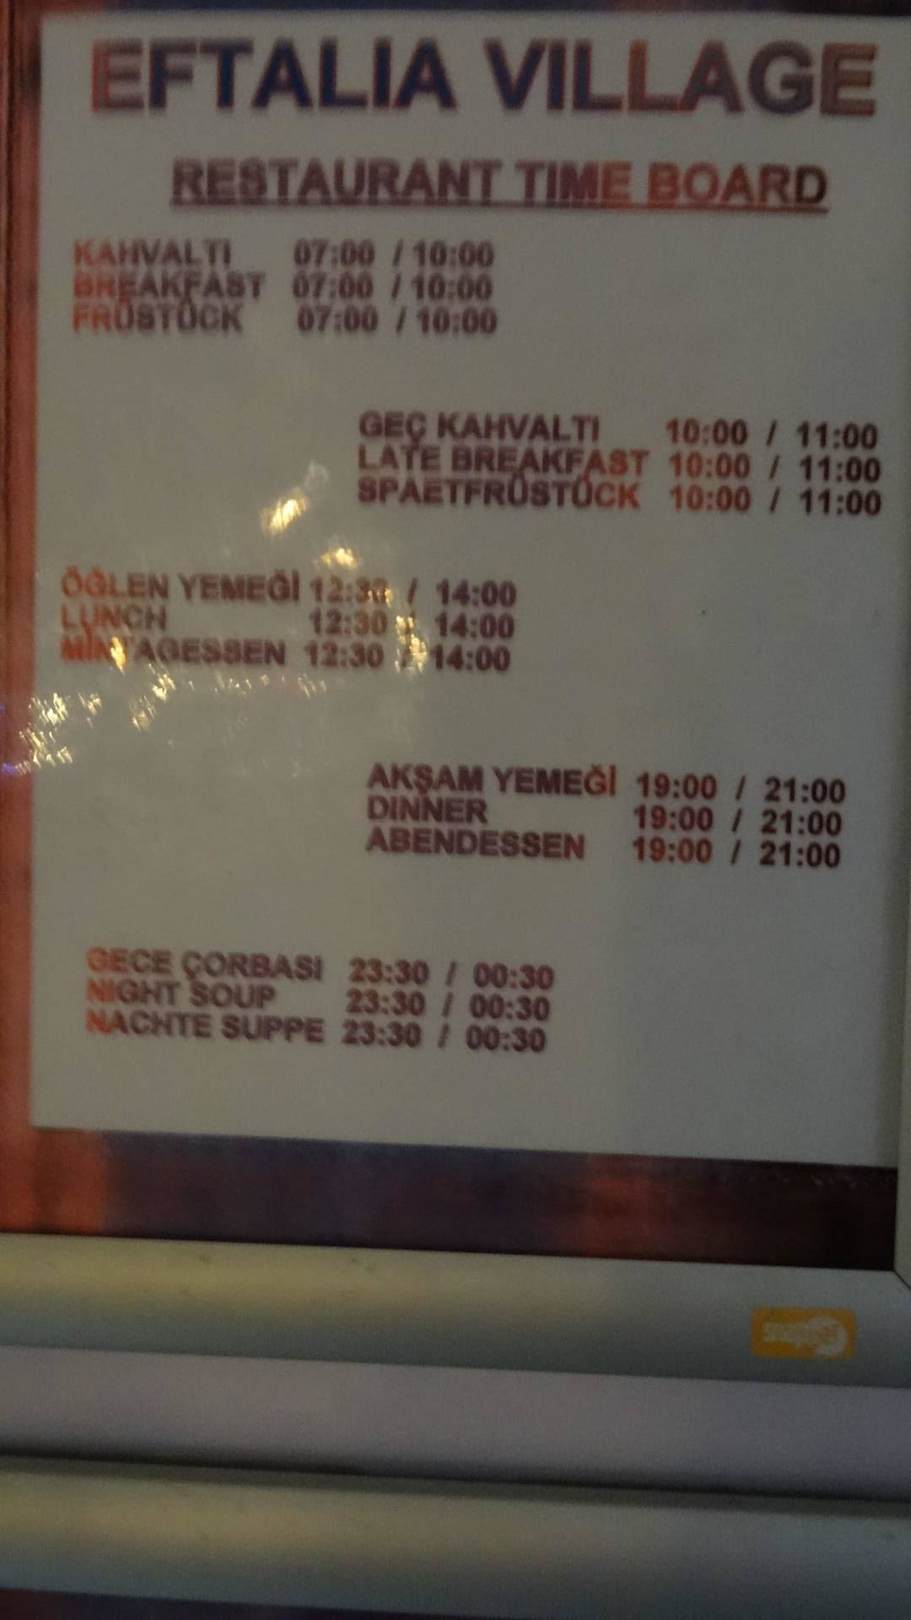 EFTALIA VILLAGE
RESTAURANT TIME BOARD
KAHVALTI 07:00 / 10:00
BREAKFAST 07:00 / 10:00
FRÜSTÜCK 07:00 / 10:00
GEÇ KAHVALTI 10:00 / 11:00
LATE BREAKFAST 10:00 / 11:00
SPAETFRÜSTÜCK 10:00 / 11:00
ÖĞLEN YEMEĞİ 12:30 / 14:00
LUNCH 12:30 / 14:00
12:30 / 14:00
AKŞAM YEMEĞİ 19:00 / 21:00
DINNER 19:00 / 21:00
ABENDESSEN 19:00 / 21:00
GECE ÇORBASI 23:30 / 00:30
NIGHT SOUP 23:30 / 00:30
NACHTE SUPPE 23:30 / 00:30